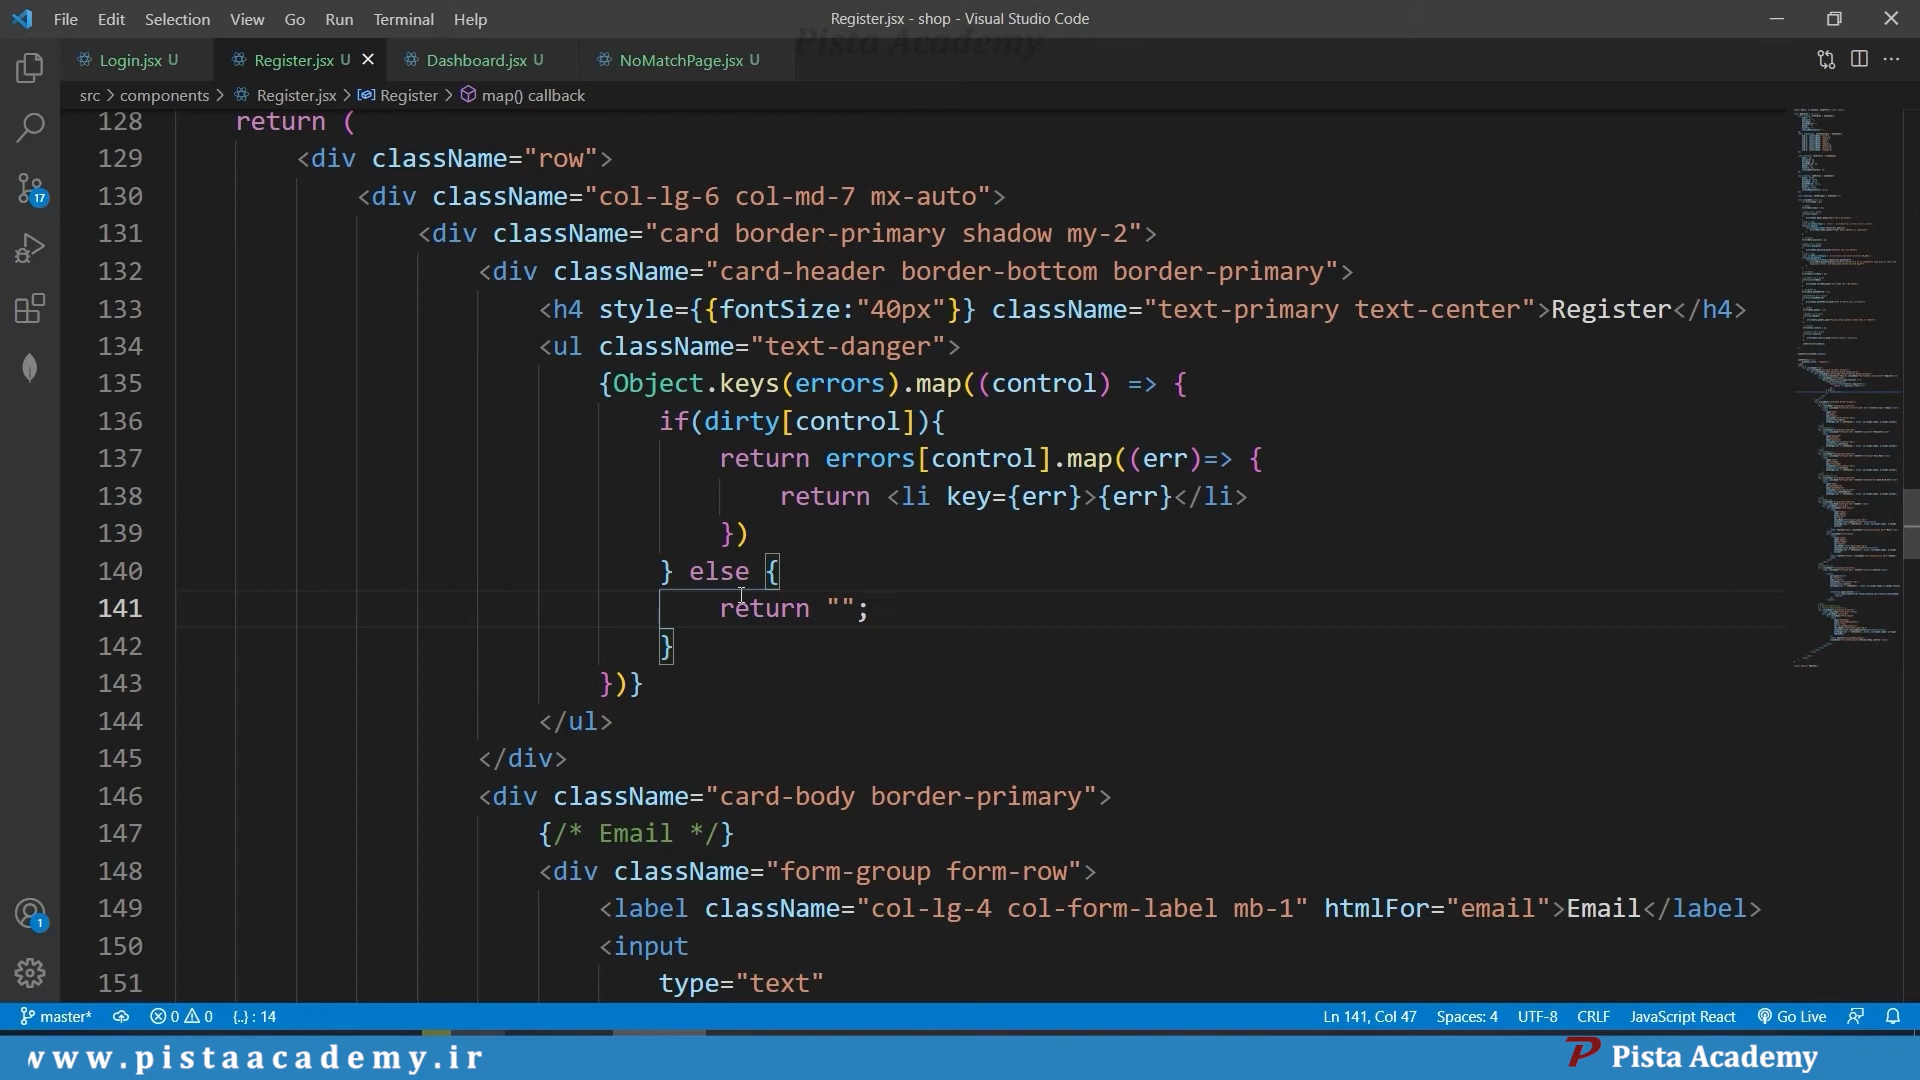 File Edit Selection View Go Run Terminal Help
Register.jsx - shop - Visual Studio Code
Pista Academy
Login.jsx U
Register.jsx U
Dashboard.jsx U
NoMatchPage.jsx U
src > components > Register.jsx > Register > map() callback
128 return (
129 <div className="row">
130 <div className="col-lg-6 col-md-7 mx-auto">
131 <div className="card border-primary shadow my-2">
132 <div className="card-header border-bottom border-primary">
133 <h4 style={{fontSize:"40px"}} className="text-primary text-center">Register</h4>
134 <ul className="text-danger">
135 {Object.keys(errors).map((control) => {
136 if(dirty[control]){
137 return errors[control].map((err)=> {
138 return <li key={err}>{err}</li>
139 })
140 } else {
141 return "";
142 }
143 })}
144 </ul>
145 </div>
146 <div className="card-body border-primary">
147 {/* Email */}
148 <div className="form-group form-row">
149 <label className="col-lg-4 col-form-label mb-1" htmlFor="email">Email</label>
150 <input
151 type="text"
17
1
master* 0 0 {..} : 14 Ln 141, Col 47 Spaces: 4 UTF-8 CRLF JavaScript React Go Live
www.pistaacademy.ir
Pista Academy